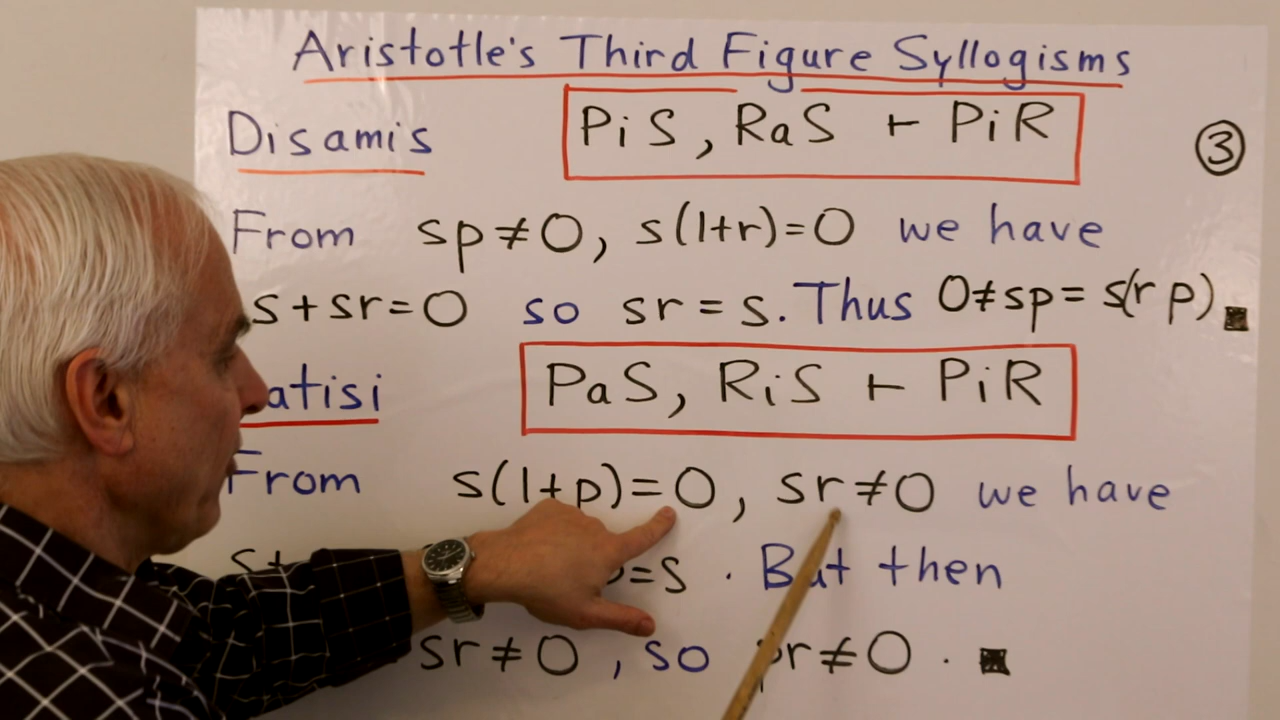 Aristotle's Third Figure Syllogisms
Disamis PiS, RaS ⊢ PiR ③
From sp≠0, s(1+r)=0 we have
s+sr=0 so sr=s. Thus 0≠sp=s(rp). ■
atisi PaS, RiS ⊢ PiR
From s(1+p)=0, sr≠0 we have
=s. But then
sr≠0, so pr≠0. ■